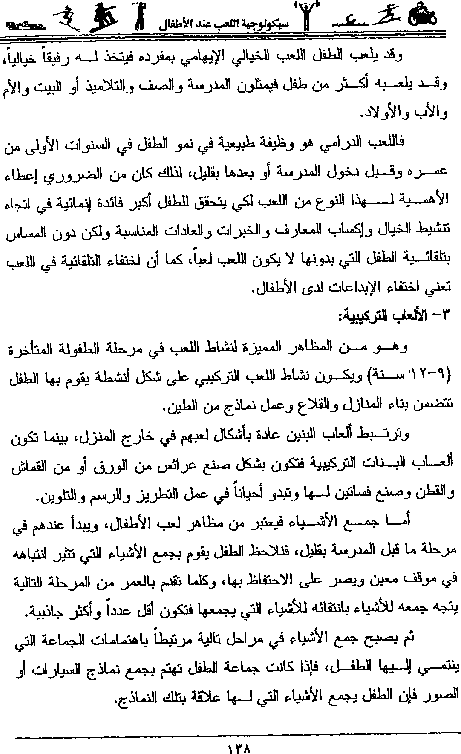 سيكولوجية اللعب عند الأطفال
وقد يلعب الطفل اللعب الخيالي الإيهامي بمفرده فيتخذ له رفيقاً خيالياً،
وقد يلعبه أكثر من طفل فيمثلون المدرسة والصف والتلاميذ أو البيت والأم
والأب والأولاد.
فاللعب الدرامي هو وظيفة طبيعية في نمو الطفل في السنوات الأولى من
عمره وقبل دخول المدرسة أو بعدها بقليل، لذلك كان من الضروري إعطاء
الأهمية لهذا النوع من اللعب لكي يتحقق للطفل أكبر فائدة إنمائية في اتجاه
تنشيط الخيال وإكساب المعارف والخبرات والعادات المناسبة ولكن دون المساس
بتلقائية الطفل التي بدونها لا يكون اللعب لعباً، كما أن اختفاء التلقائية في اللعب
تعني اختفاء الإبداعات لدى الأطفال.
٣- الألعاب التركيبية:
وهو من المظاهر المميزة لنشاط اللعب في مرحلة الطفولة المتأخرة
(٩-١٢ سنة) ويكون نشاط اللعب التركيبي على شكل أنشطة يقوم بها الطفل
تتضمن بناء المنازل والقلاع وعمل نماذج من الطين.
وترتبط ألعاب البنين عادة بأشكال لعبهم في خارج المنزل، بينما تكون
ألعاب البنات التركيبية فتكون بشكل صنع عرائس من الورق أو من القماش
والقطن وصنع فساتين لها وتبدو أحياناً في عمل التطريز والرسم والتلوين.
أما جمع الأشياء فيعتبر من مظاهر لعب الأطفال، ويبدأ عندهم في
مرحلة ما قبل المدرسة بقليل، فنلاحظ الطفل يقوم بجمع الأشياء التي تثير انتباهه
في موقف معين ويصر على الاحتفاظ بها، وكلما تقدم بالعمر من المرحلة التالية
يتجه جمعه للأشياء بانتقائه للأشياء التي يجمعها فتكون أقل عدداً وأكثر جاذبية.
ثم يصبح جمع الأشياء في مراحل تالية مرتبطاً باهتمامات الجماعة التي
ينتمي إليها الطفل، فإذا كانت جماعة الطفل تهتم بجمع نماذج السيارات أو
الصور فإن الطفل يجمع الأشياء التي لها علاقة بتلك النماذج.
١٣٨